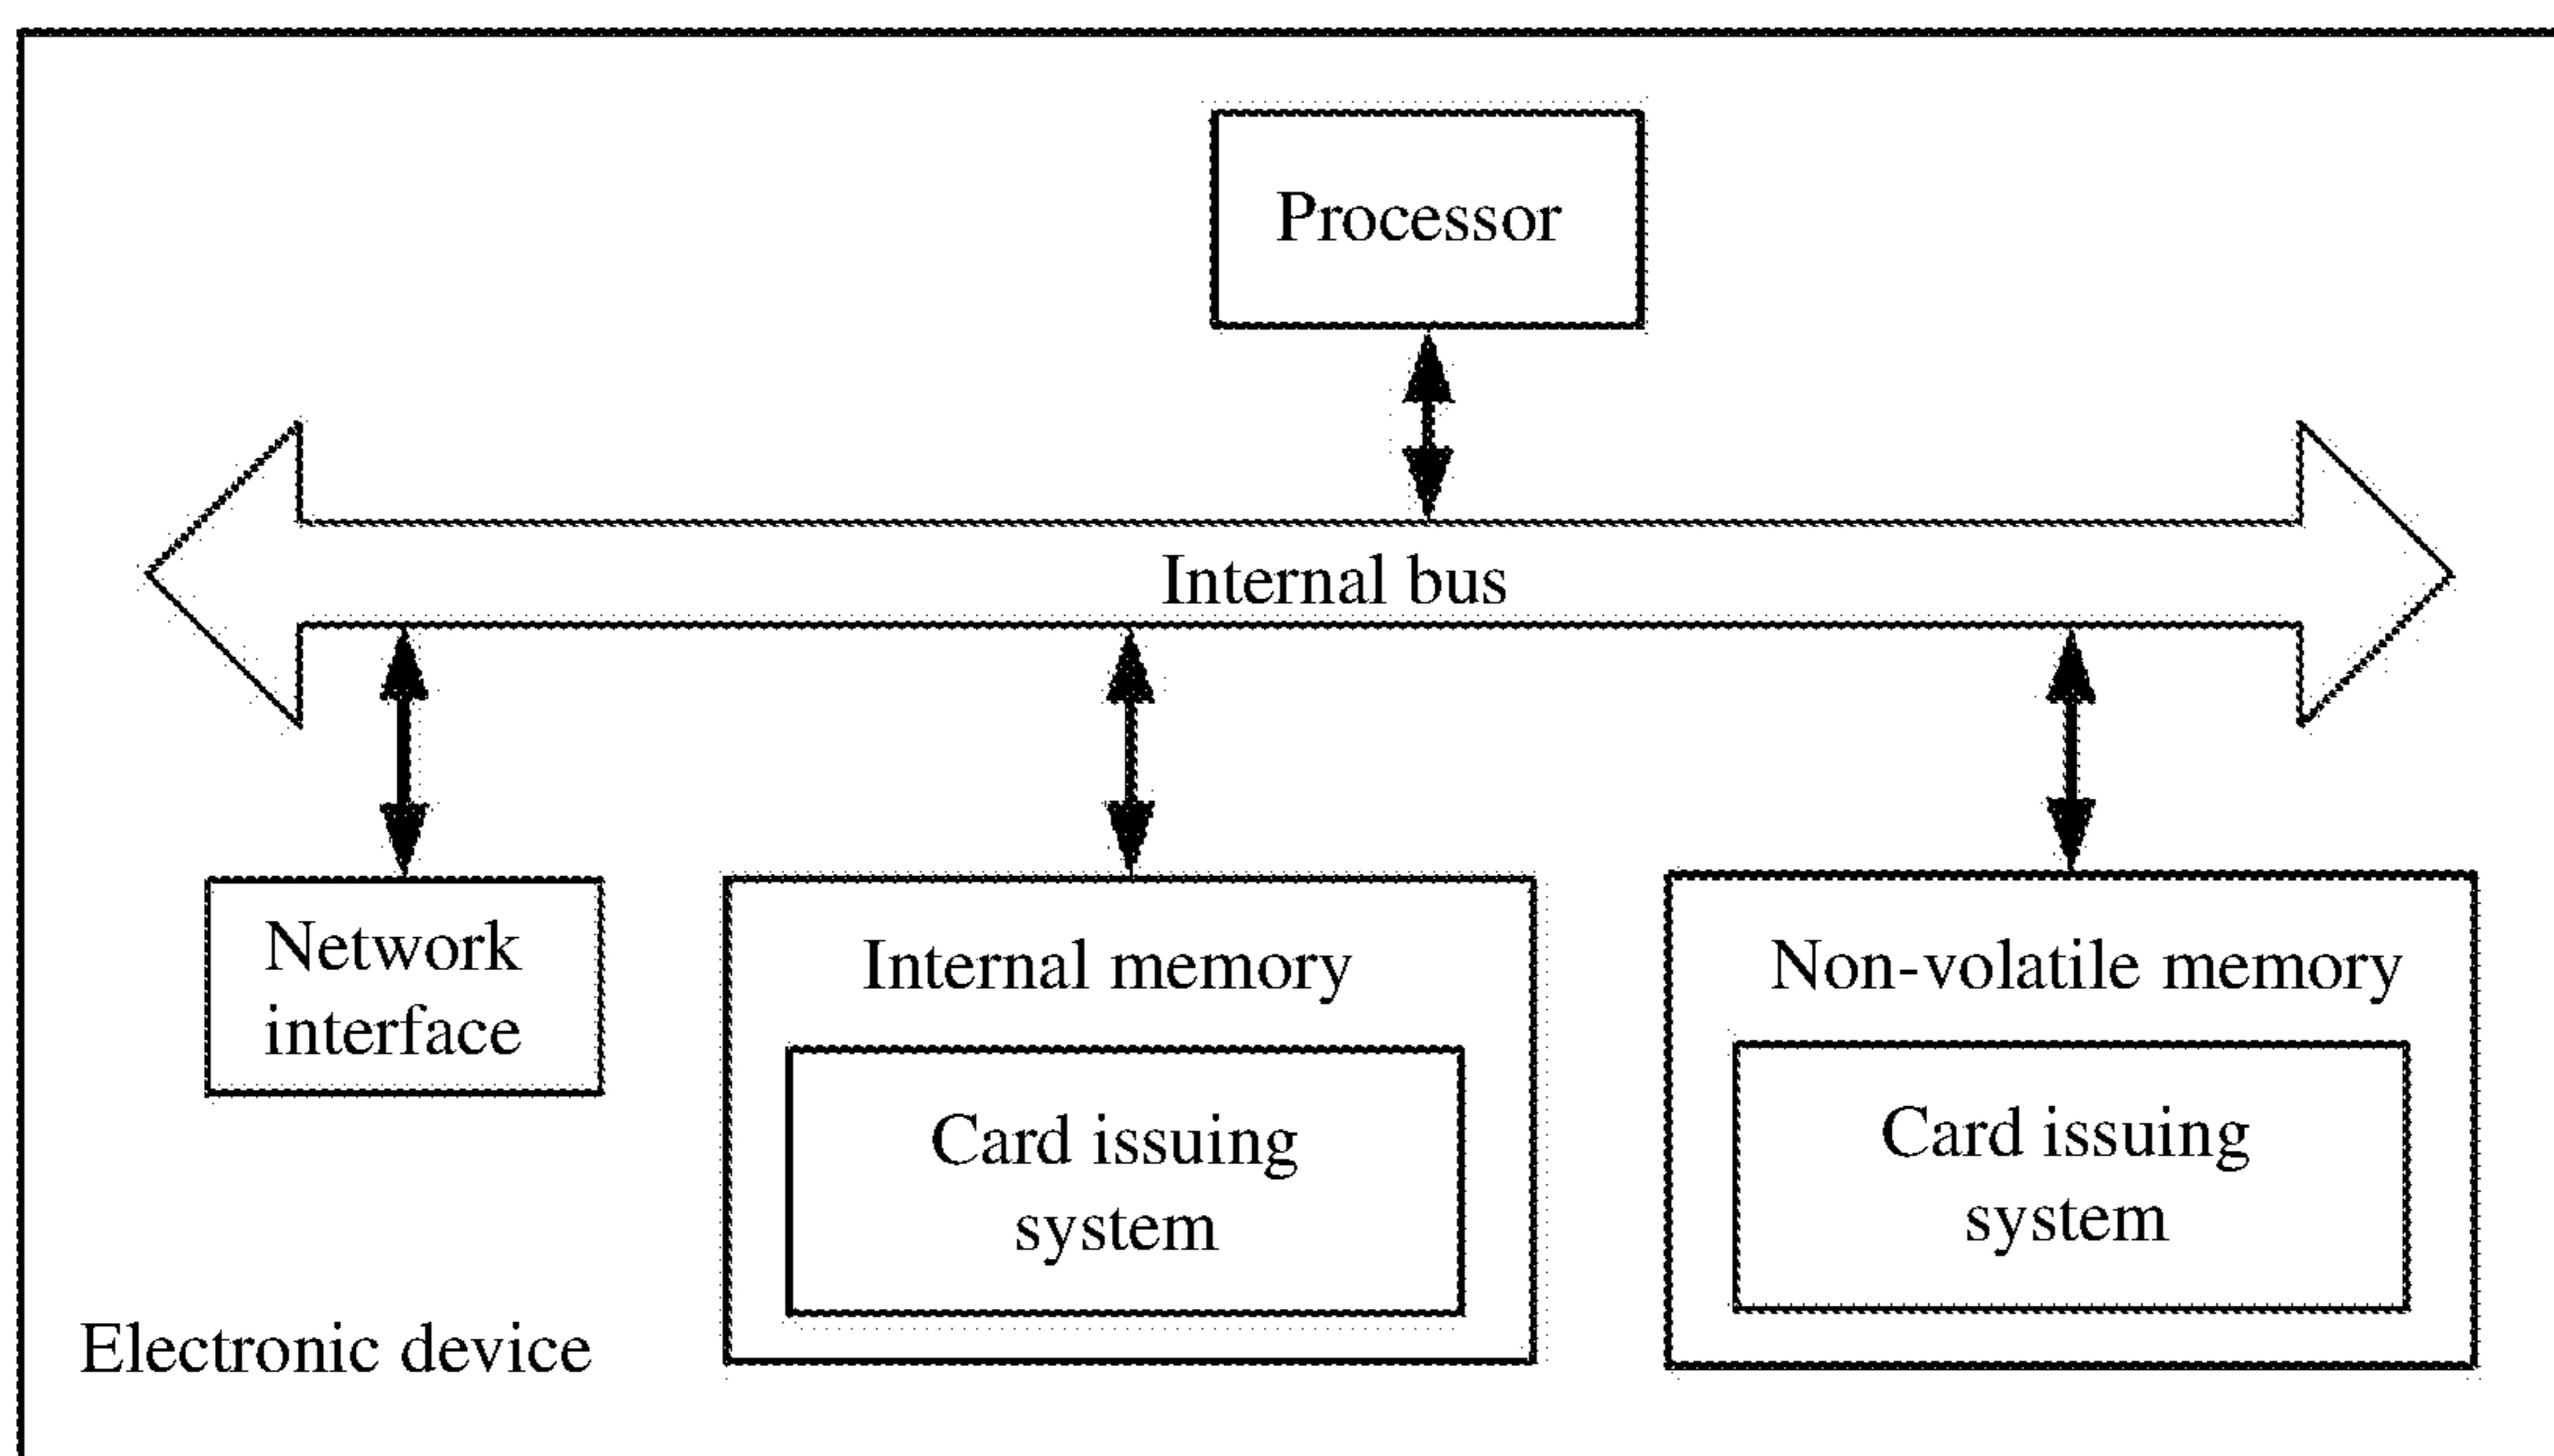 Processor
Internal bus
Network
interface
Internal memory
Card issuing
system
Non-volatile memory
Card issuing
system
Electronic device